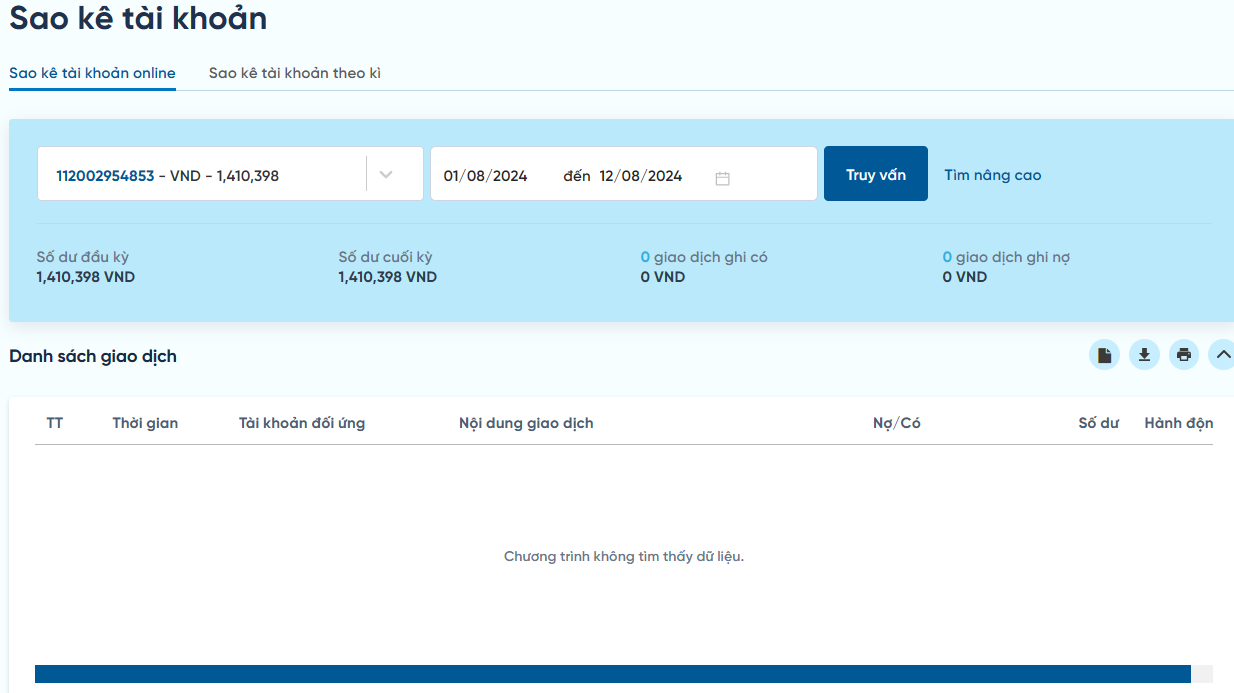 Sao kê tài khoản
Sao kê tài khoản online Sao kê tài khoản theo kì
112002954853 - VND - 1,410,398 01/08/2024 đến 12/08/2024 Truy vấn Tìm nâng cao
Số dư đầu kỳ Số dư cuối kỳ 0 giao dịch ghi có 0 giao dịch ghi nợ
1,410,398 VND 1,410,398 VND 0 VND 0 VND
Danh sách giao dịch
TT Thời gian Tài khoản đối ứng Nội dung giao dịch Nợ/Có Số dư Hành độn
Chương trình không tìm thấy dữ liệu.